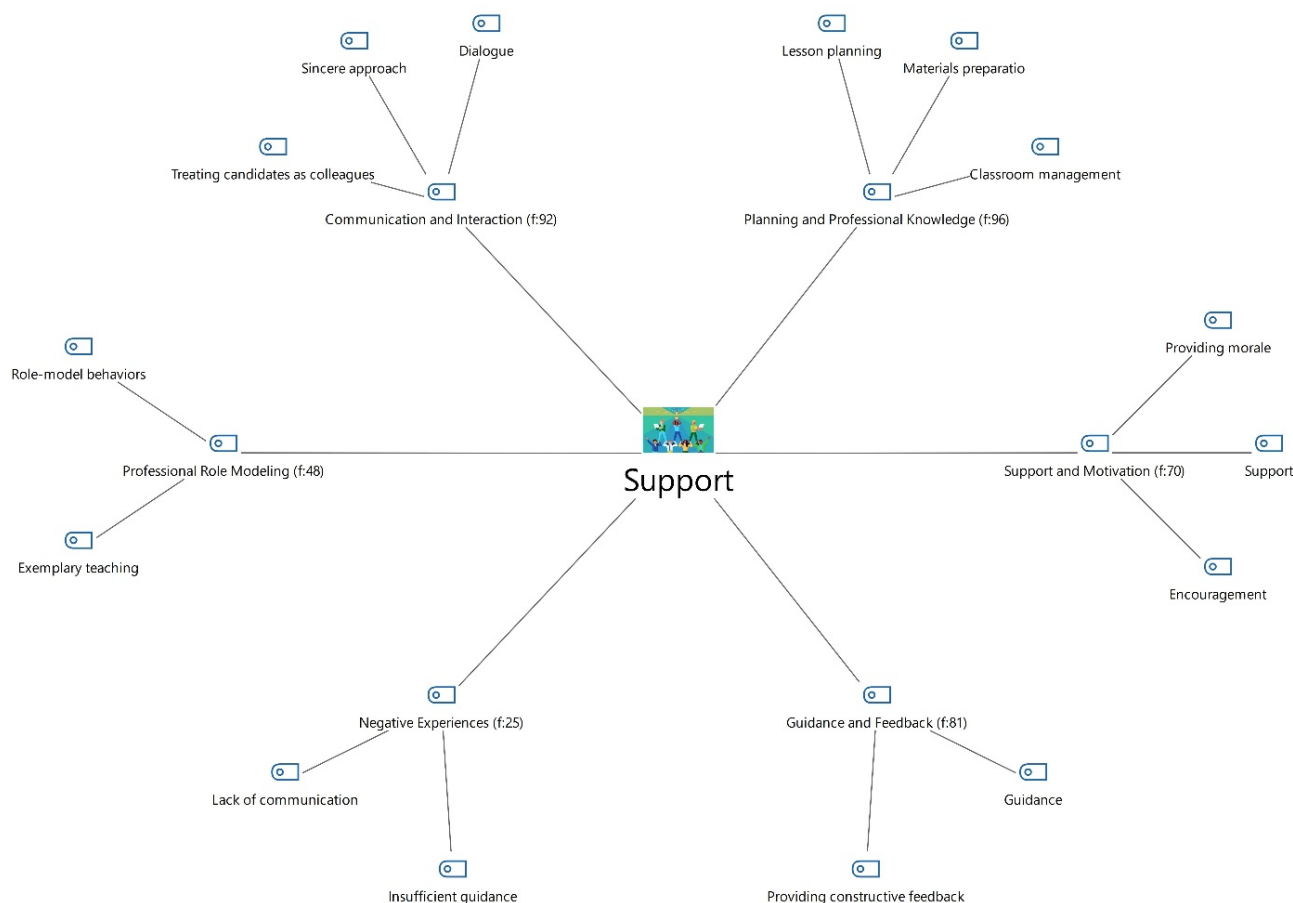 Dialogue
Lesson planning
Sincere approach
Materials preparatio
Treating candidates as colleagues
Classroom management
Communication and Interaction (f:92)
Planning and Professional Knowledge (f:96)
Providing morale
Role-model behaviors
Professional Role Modeling (f:48)
Support
Support and Motivation (f:70)
Support
Exemplary teaching
Encouragement
Negative Experiences (f:25)
Guidance and Feedback (f:81)
Lack of communication
Guidance
Insufficient guidance
Providing constructive feedback